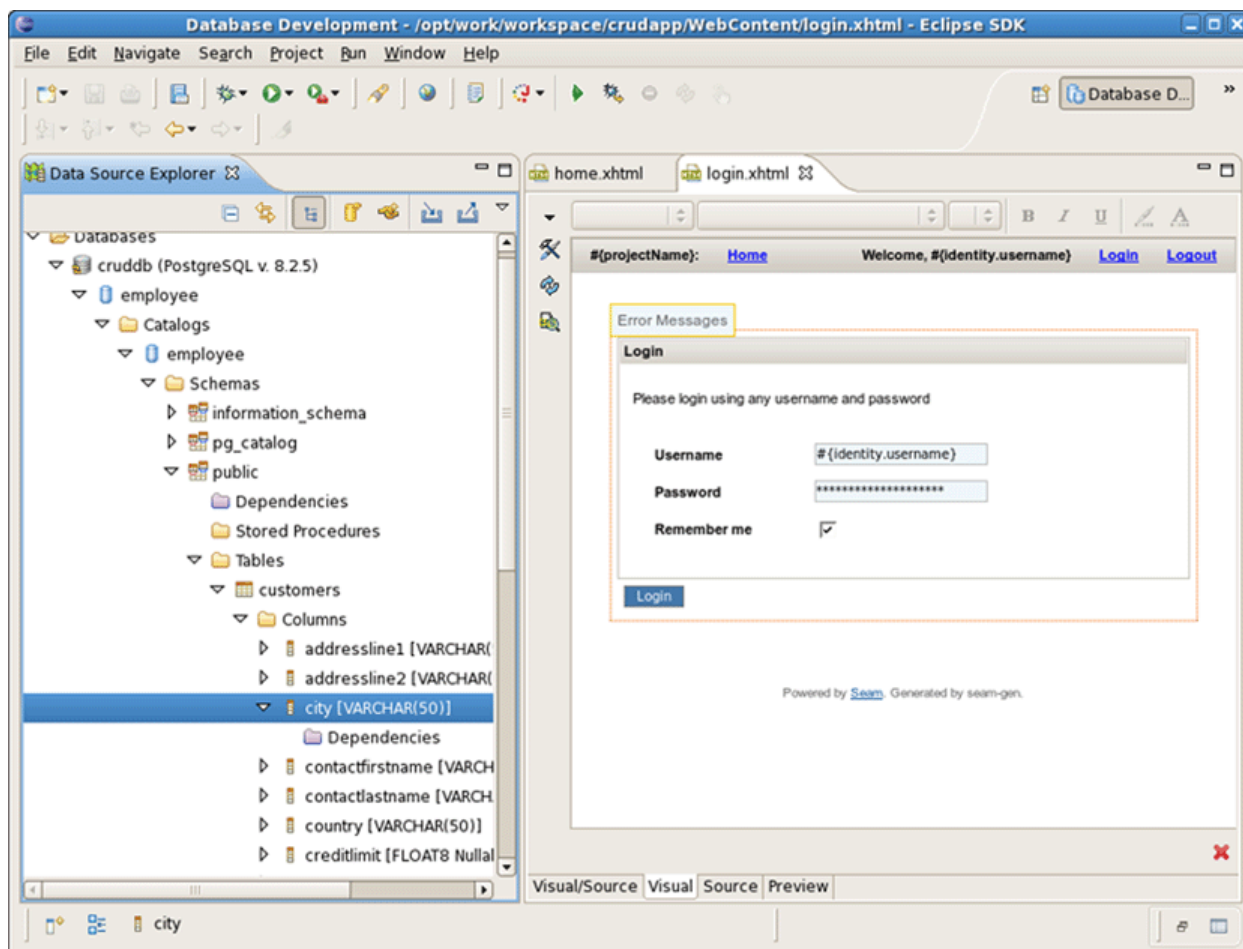 Database Development - /opt/work/workspace/crudapp/WebContent/login.xhtml - Eclipse SDK
File Edit Navigate Search Project Run Window Help
Database D...
Data Source Explorer
Databases
cruddb (PostgreSQL v. 8.2.5)
employee
Catalogs
employee
Schemas
information_schema
pg_catalog
public
Dependencies
Stored Procedures
Tables
customers
Columns
addressline1 [VARCHAR(
addressline2 [VARCHAR(
city [VARCHAR(50)]
Dependencies
contactfirstname [VARCH
contactlastname [VARCH
country [VARCHAR(50)]
creditlimit [FLOAT8 Nullal
home.xhtml login.xhtml
B I U A
#{projectName}: Home Welcome, #{identity.username} Login Logout
Error Messages
Login
Please login using any username and password
Username #{identity.username}
Password ********************
Remember me
Login
Powered by Seam. Generated by seam-gen.
Visual/Source Visual Source Preview
city